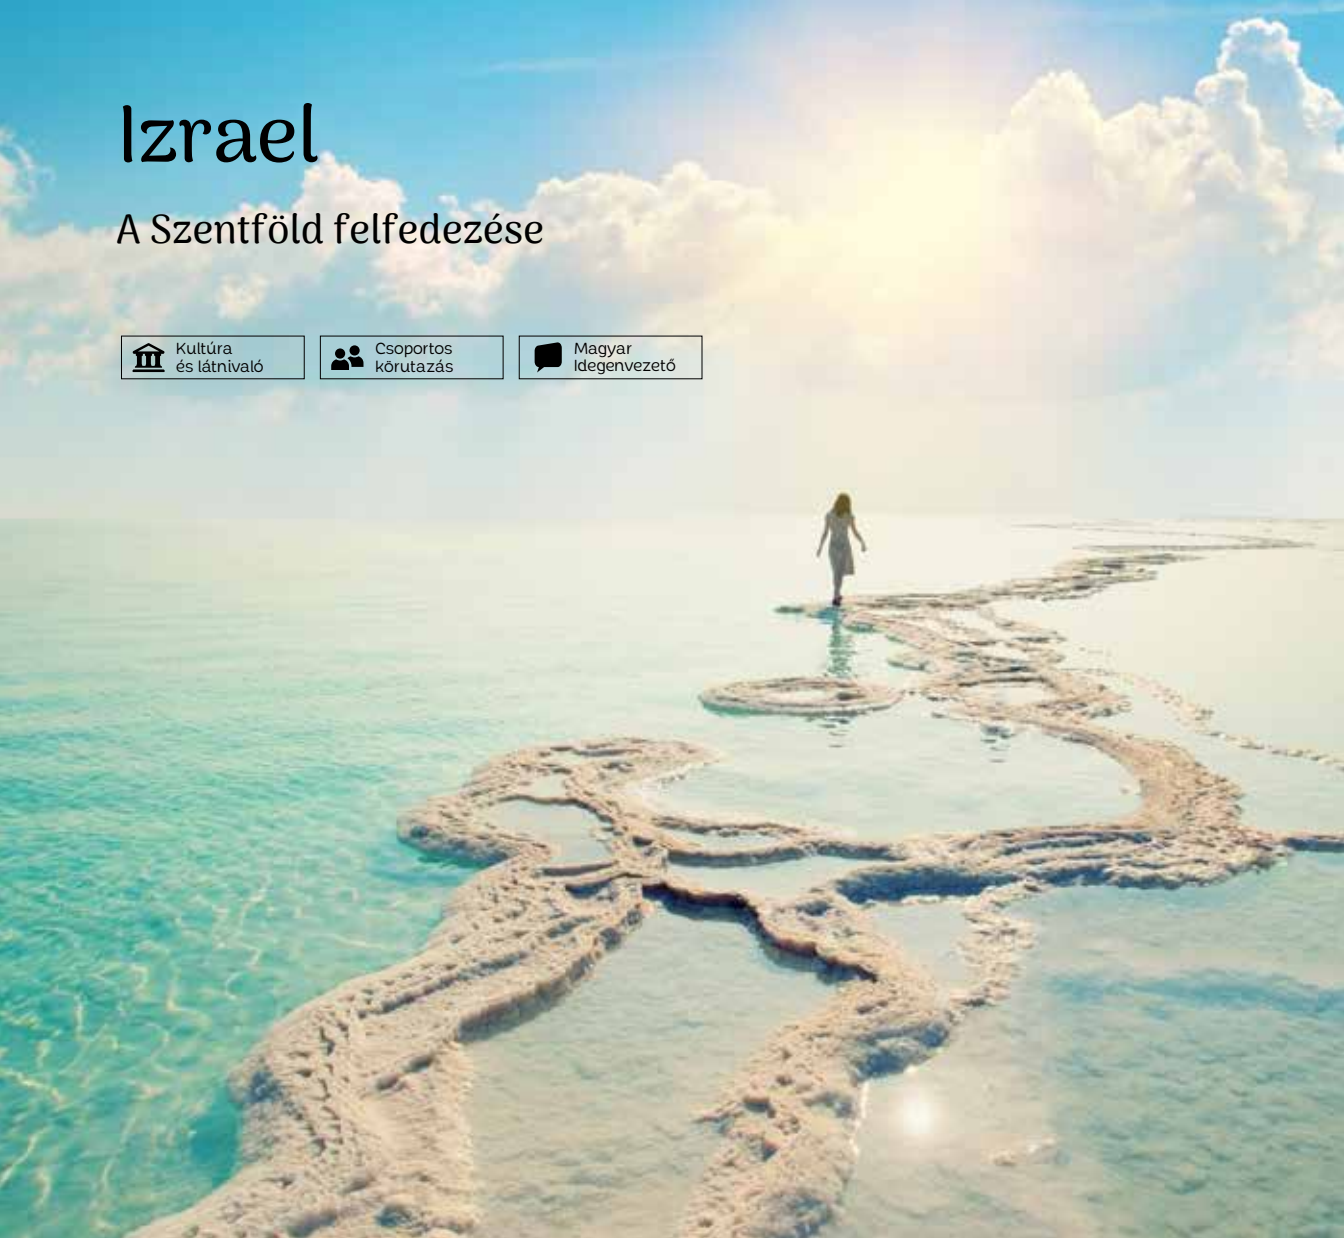 Izrael
A Szentföld felfedezése
Kultúra
és látnivaló
Csoportos
körutazás
Magyar
Idegenvezető